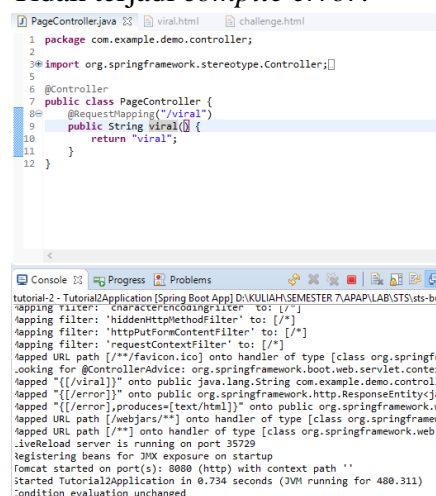 PageController.java viral.html challenge.html
1 package com.example.demo.controller;
2
3 import org.springframework.stereotype.Controller;
5
6 @Controller
7 public class PageController {
8 @RequestMapping("/viral")
9 public String viral() {
10 return "viral";
11 }
12 }
Console Progress Problems
tutorial-2 - Tutorial2Application [Spring Boot App] D:\KULIAH\SEMESTER 7\APAP\LAB\STS\sts-bu
Mapping filter: 'characterEncodingFilter' to: [/*]
Mapping filter: 'hiddenHttpMethodFilter' to: [/*]
Mapping filter: 'httpPutFormContentFilter' to: [/*]
Mapping filter: 'requestContextFilter' to: [/*]
Mapped URL path [/**/favicon.ico] onto handler of type [class org.springf
Looking for @ControllerAdvice: org.springframework.boot.web.servlet.conte
Mapped "{[/viral]}" onto public java.lang.String com.example.demo.control
Mapped "{[/error]}" onto public org.springframework.http.ResponseEntity<j
Mapped "{[/error],produces=[text/html]}" onto public org.springframework.w
Mapped URL path [/webjars/**] onto handler of type [class org.springframew
Mapped URL path [/**] onto handler of type [class org.springframework.web
LiveReload server is running on port 35729
Registering beans for JMX exposure on startup
Tomcat started on port(s): 8080 (http) with context path ''
Started Tutorial2Application in 0.734 seconds (JVM running for 480.311)
Condition evaluation unchanged